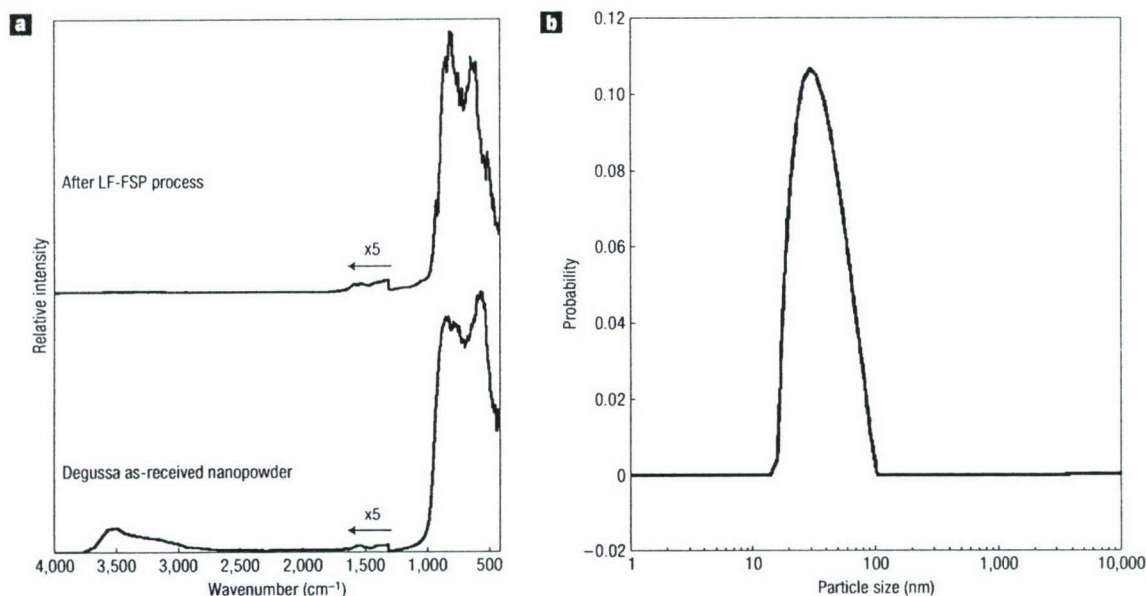 a
After LF-FSP process
x5
Relative intensity
Degussa as-received nanopowder
x5
4,000 3,500 3,000 2,500 2,000 1,500 1,000 500
Wavenumber (cm⁻¹)
b
0.12
0.10
0.08
0.06
0.04
0.02
0
−0.02
Probability
1 10 100 1,000 10,000
Particle size (nm)